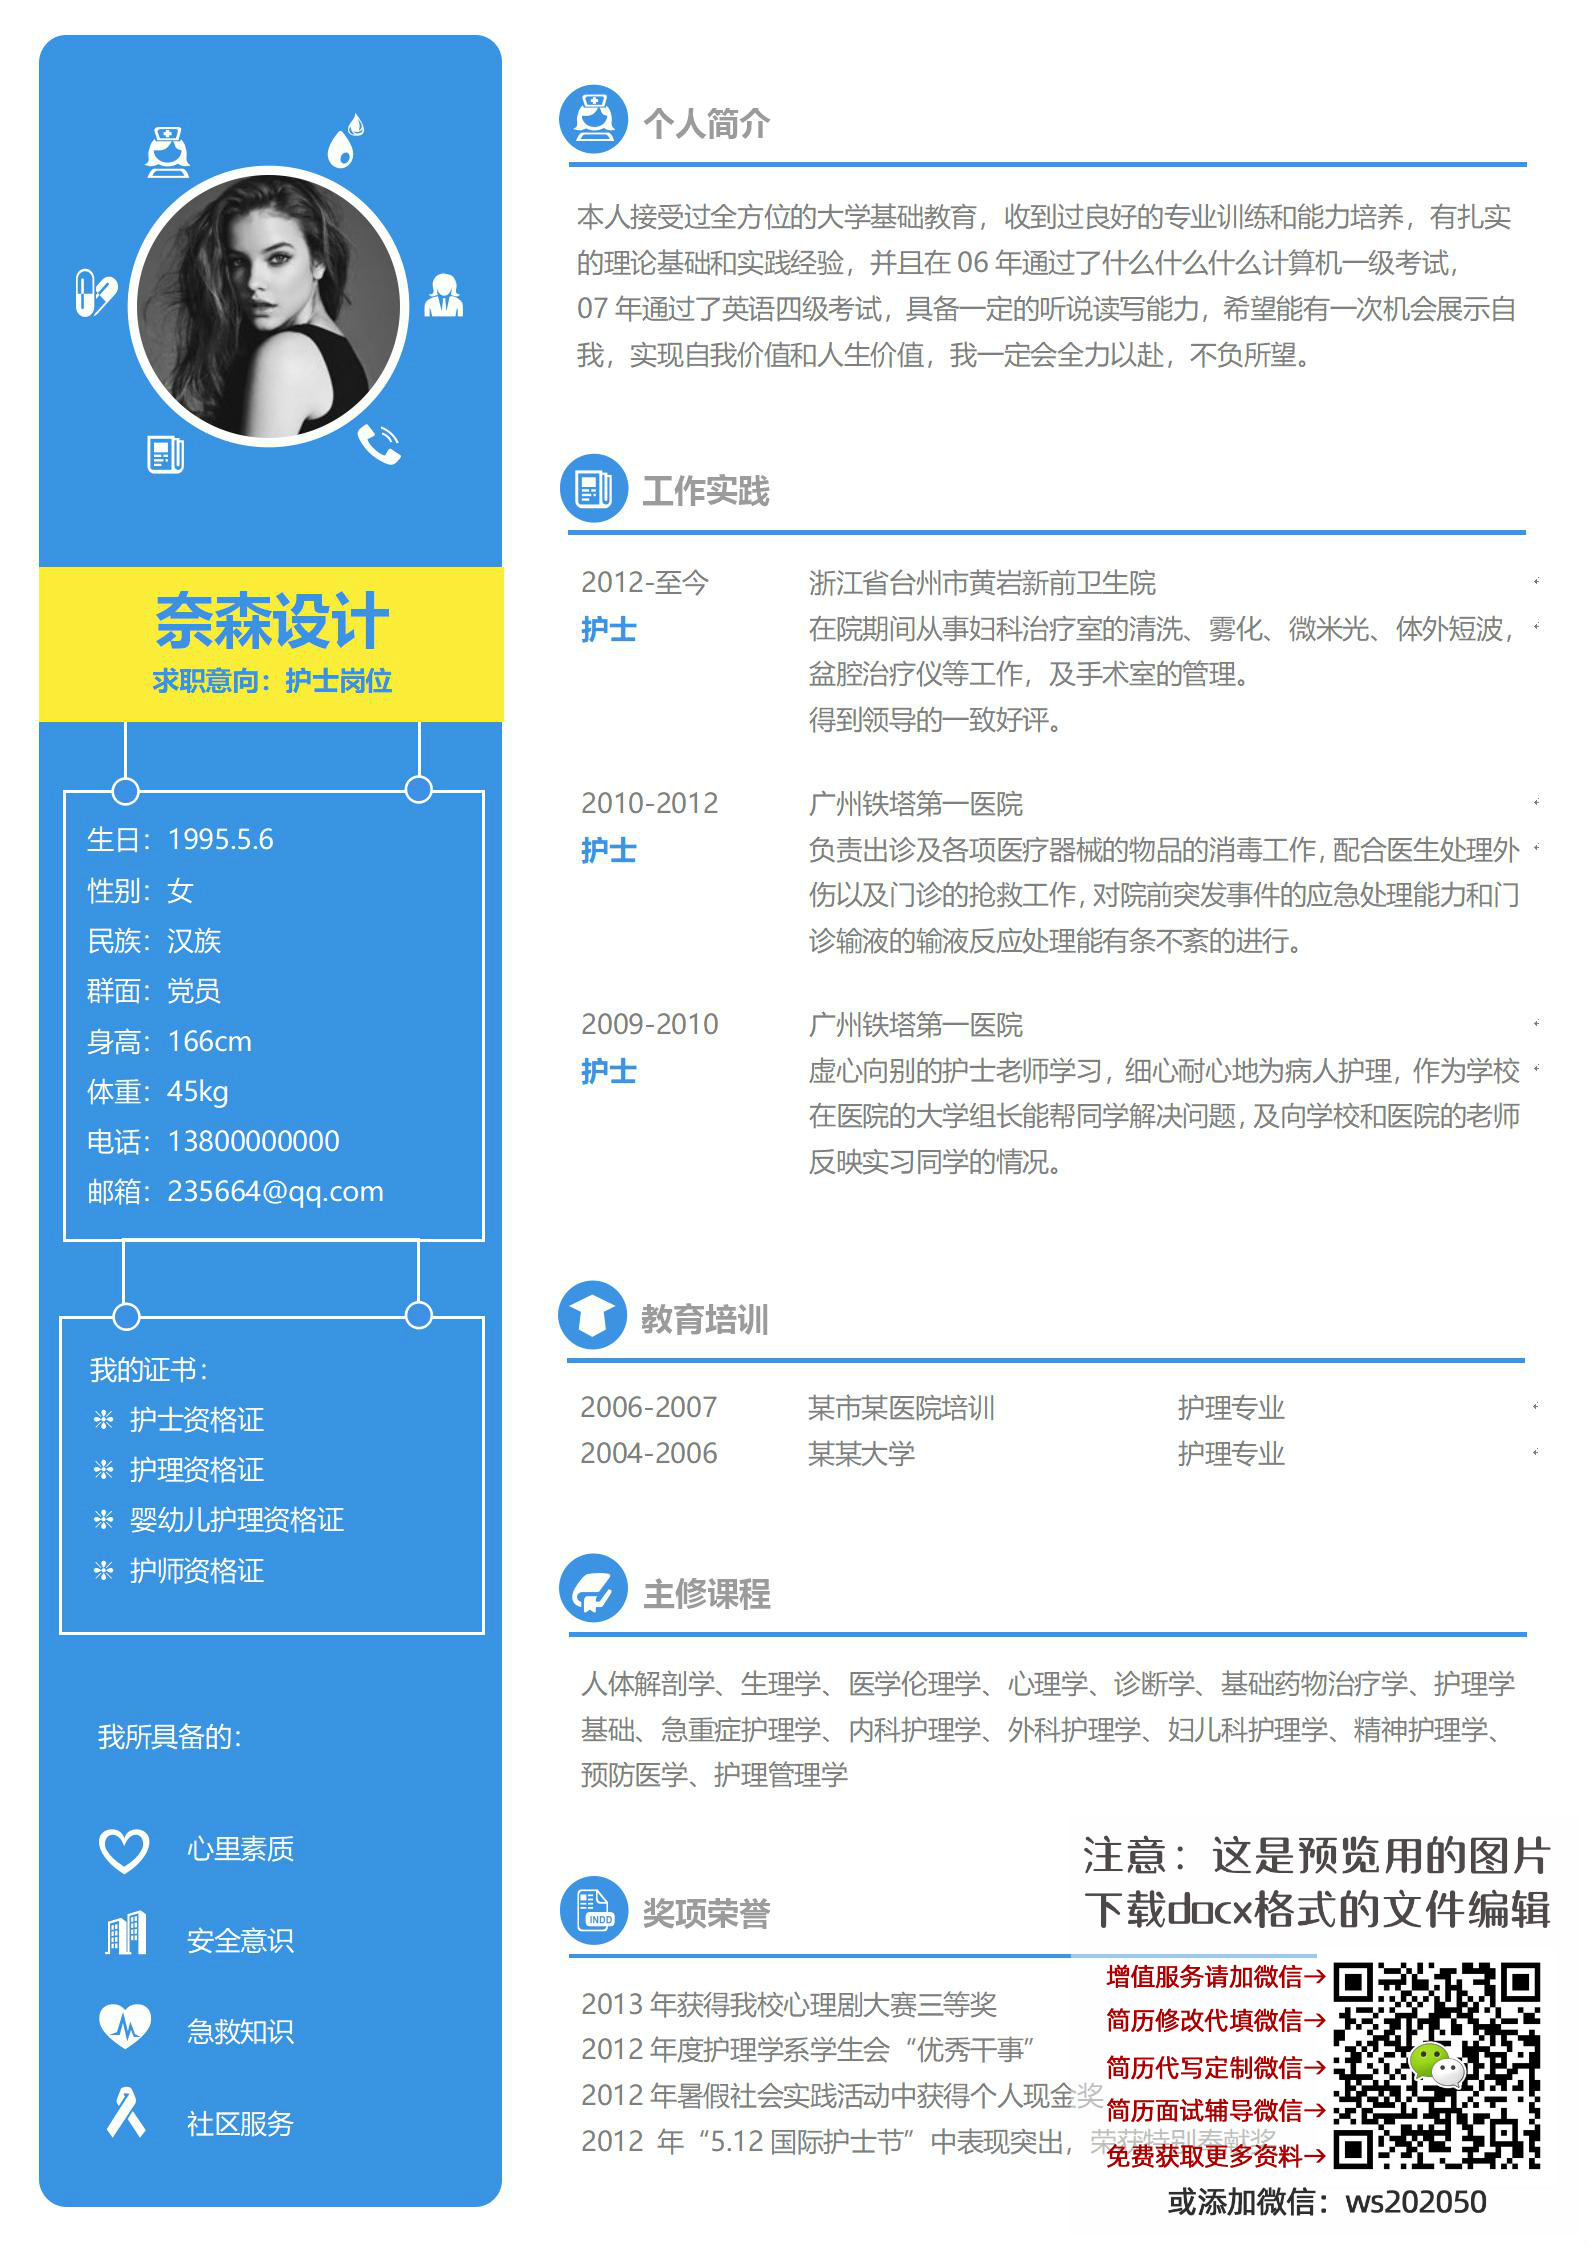 奈森设计
求职意向：护士岗位
生日：1995.5.6
性别：女
民族：汉族
群面：党员
身高：166cm
体重：45kg
电话：13800000000
邮箱：235664@qq.com
我的证书：
❉ 护士资格证
❉ 护理资格证
❉ 婴幼儿护理资格证
❉ 护师资格证
我所具备的：
心里素质
安全意识
急救知识
社区服务
个人简介
本人接受过全方位的大学基础教育，收到过良好的专业训练和能力培养，有扎实
的理论基础和实践经验，并且在 06 年通过了什么什么什么计算机一级考试，
07 年通过了英语四级考试，具备一定的听说读写能力，希望能有一次机会展示自
我，实现自我价值和人生价值，我一定会全力以赴，不负所望。
工作实践
2012-至今 浙江省台州市黄岩新前卫生院
护士 在院期间从事妇科治疗室的清洗、雾化、微米光、体外短波，
盆腔治疗仪等工作，及手术室的管理。
得到领导的一致好评。
2010-2012 广州铁塔第一医院
护士 负责出诊及各项医疗器械的物品的消毒工作，配合医生处理外
伤以及门诊的抢救工作，对院前突发事件的应急处理能力和门
诊输液的输液反应处理能有条不紊的进行。
2009-2010 广州铁塔第一医院
护士 虚心向别的护士老师学习，细心耐心地为病人护理，作为学校
在医院的大学组长能帮同学解决问题，及向学校和医院的老师
反映实习同学的情况。
教育培训
2006-2007 某市某医院培训 护理专业
2004-2006 某某大学 护理专业
主修课程
人体解剖学、生理学、医学伦理学、心理学、诊断学、基础药物治疗学、护理学
基础、急重症护理学、内科护理学、外科护理学、妇儿科护理学、精神护理学、
预防医学、护理管理学
INDD
奖项荣誉
2013 年获得我校心理剧大赛三等奖
2012 年度护理学系学生会“优秀干事”
2012 年暑假社会实践活动中获得个人现金奖
2012 年“5.12 国际护士节”中表现突出，荣获特别奉献奖
注意：这是预览用的图片
下载docx格式的文件编辑
增值服务请加微信→
简历修改代填微信→
简历代写定制微信→
简历面试辅导微信→
免费获取更多资料→
或添加微信：ws202050